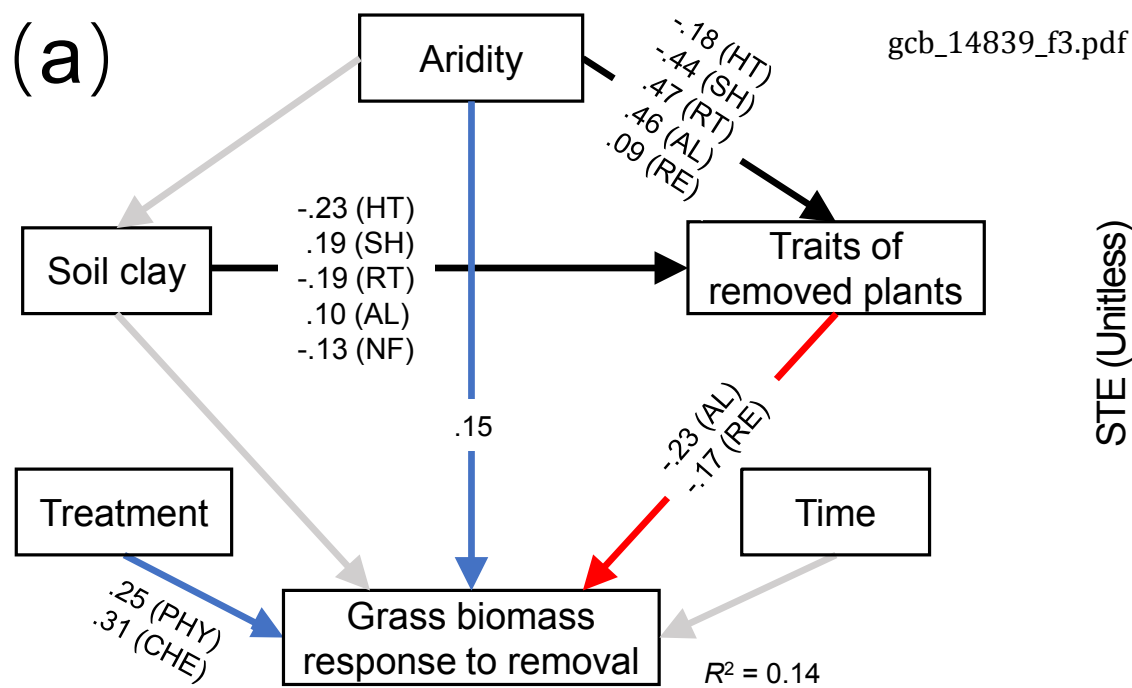 (a)
gcb_14839_f3.pdf
Aridity
-.18 (HT)
-.44 (SH)
.47 (RT)
.46 (AL)
.09 (RE)
Soil clay
-.23 (HT)
.19 (SH)
-.19 (RT)
.10 (AL)
-.13 (NF)
Traits of
removed plants
STE (Unitless)
.15
-.23 (AL)
-.17 (RE)
Treatment
Time
.25 (PHY)
.31 (CHE)
Grass biomass
response to removal
R² = 0.14